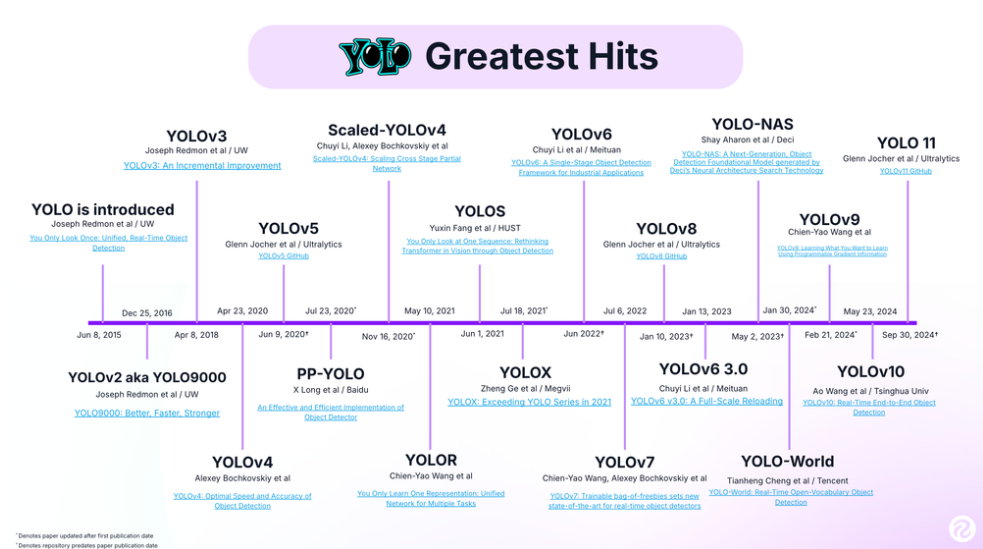 YOLO Greatest Hits
YOLOv3
Joseph Redmon et al / UW
YOLOv3: An Incremental Improvement
Scaled-YOLOv4
Chuyi Li, Alexey Bochkovskiy et al
Scaled-YOLOv4: Scaling Cross Stage Partial
Network
YOLOv6
Chuyi Li et al / Meituan
YOLOv6: A Single-Stage Object Detection
Framework for Industrial Applications
YOLO-NAS
Shay Aharon et al / Deci
YOLO-NAS: A Next-Generation, Object
Detection Foundational Model generated by
Deci's Neural Architecture Search Technology
YOLO 11
Glenn Jocher et al / Ultralytics
YOLOv11 GitHub
YOLO is introduced
Joseph Redmon et al / UW
You Only Look Once: Unified, Real-Time Object
Detection
YOLOv5
Glenn Jocher et al / Ultralytics
YOLOv5 GitHub
YOLOS
Yuxin Fang et al / HUST
You Only Look at One Sequence: Rethinking
Transformer in Vision through Object Detection
YOLOv8
Glenn Jocher et al / Ultralytics
YOLOv8 GitHub
YOLOv9
Chien-Yao Wang et al
YOLOv9: Learning What You Want to Learn
Using Programmable Gradient Information
Dec 25, 2016
Apr 23, 2020
Jul 23, 2020*
May 10, 2021
Jul 18, 2021*
Jul 6, 2022
Jan 13, 2023
Jan 30, 2024*
May 23, 2024
Jun 8, 2015
Apr 8, 2018
Jun 9, 2020†
Nov 16, 2020*
Jun 1, 2021
Jun 2022†
Jan 10, 2023†
May 2, 2023†
Feb 21, 2024*
Sep 30, 2024†
YOLOv2 aka YOLO9000
Joseph Redmon et al / UW
YOLO9000: Better, Faster, Stronger
PP-YOLO
X Long et al / Baidu
An Effective and Efficient Implementation of
Object Detector
YOLOX
Zheng Ge et al / Megvii
YOLOX: Exceeding YOLO Series in 2021
YOLOv6 3.0
Chuyi Li et al / Meituan
YOLOv6 v3.0: A Full-Scale Reloading
YOLOv10
Ao Wang et al / Tsinghua Univ
YOLOv10: Real-Time End-to-End Object
Detection
YOLOv4
Alexey Bochkovskiy et al
YOLOv4: Optimal Speed and Accuracy of
Object Detection
YOLOR
Chien-Yao Wang et al
You Only Learn One Representation: Unified
Network for Multiple Tasks
YOLOv7
Chien-Yao Wang, Alexey Bochkovskiy et al
YOLOv7: Trainable bag-of-freebies sets new
state-of-the-art for real-time object detectors
YOLO-World
Tianheng Cheng et al / Tencent
YOLO-World: Real-Time Open-Vocabulary Object
Detection
* Denotes paper updated after first publication date
* Denotes repository predates paper publication date